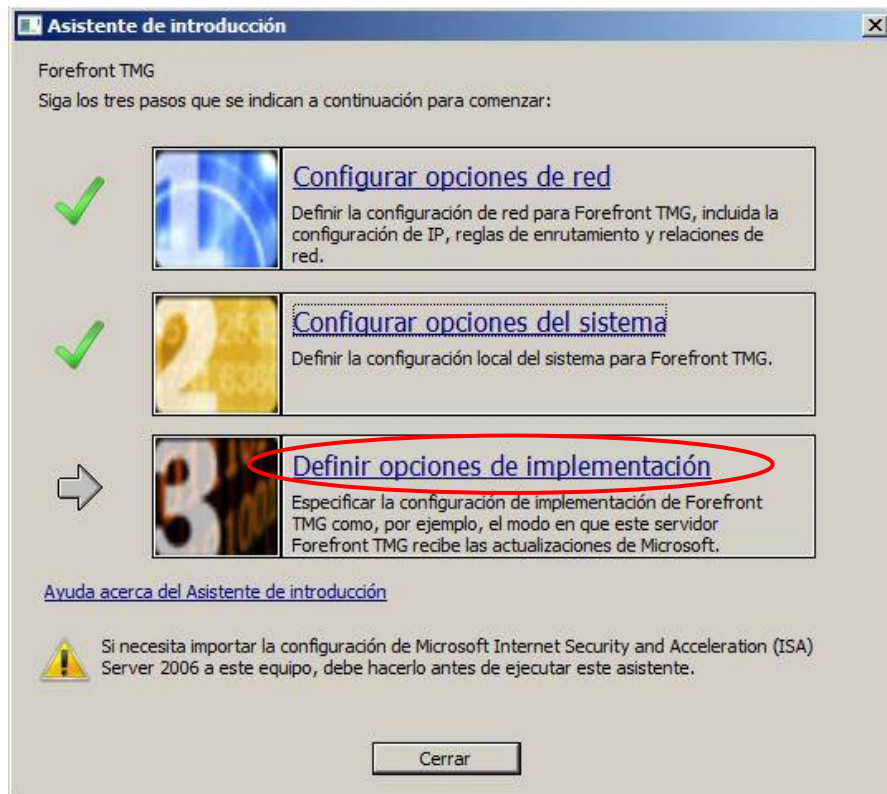 Asistente de introducción
Forefront TMG
Siga los tres pasos que se indican a continuación para comenzar:
1
Configurar opciones de red
Definir la configuración de red para Forefront TMG, incluida la
configuración de IP, reglas de enrutamiento y relaciones de
red.
2
Configurar opciones del sistema
Definir la configuración local del sistema para Forefront TMG.
3
Definir opciones de implementación
Especificar la configuración de implementación de Forefront
TMG como, por ejemplo, el modo en que este servidor
Forefront TMG recibe las actualizaciones de Microsoft.
Ayuda acerca del Asistente de introducción
Si necesita importar la configuración de Microsoft Internet Security and Acceleration (ISA)
Server 2006 a este equipo, debe hacerlo antes de ejecutar este asistente.
Cerrar